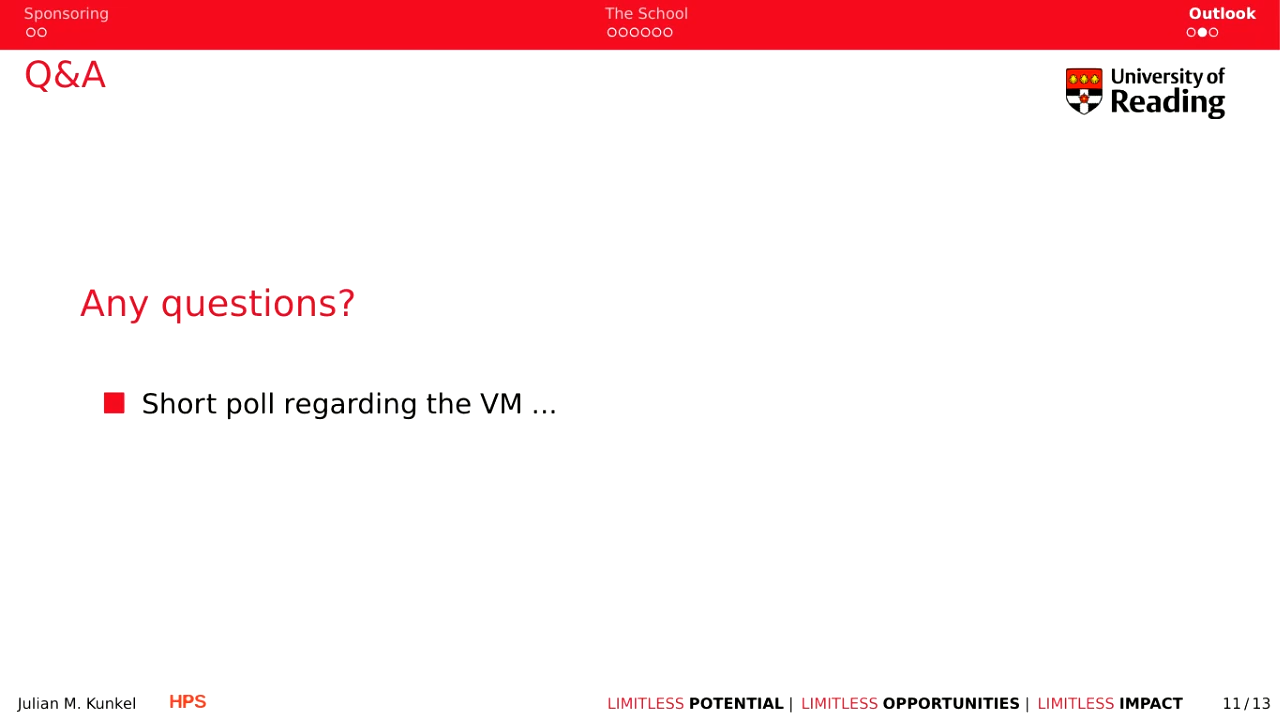 Sponsoring The School Outlook
Q&A
University of
Reading
Any questions?
Short poll regarding the VM ...
Julian M. Kunkel HPS LIMITLESS POTENTIAL | LIMITLESS OPPORTUNITIES | LIMITLESS IMPACT 11/13